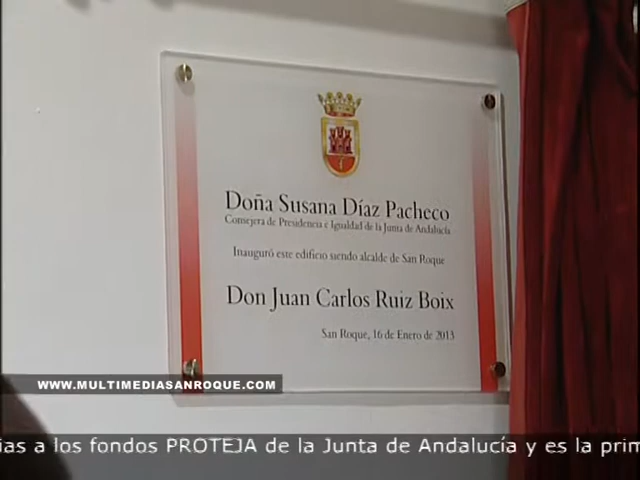 Doña Susana Díaz Pacheco
Consejera de Presidencia e Igualdad de la Junta de Andalucía
Inauguró este edificio siendo alcalde de San Roque
Don Juan Carlos Ruiz Boix
San Roque, 16 de Enero de 2013
WWW.MULTIMEDIASANROQUE.COM
ias a los fondos PROTEJA de la Junta de Andalucía y es la prim